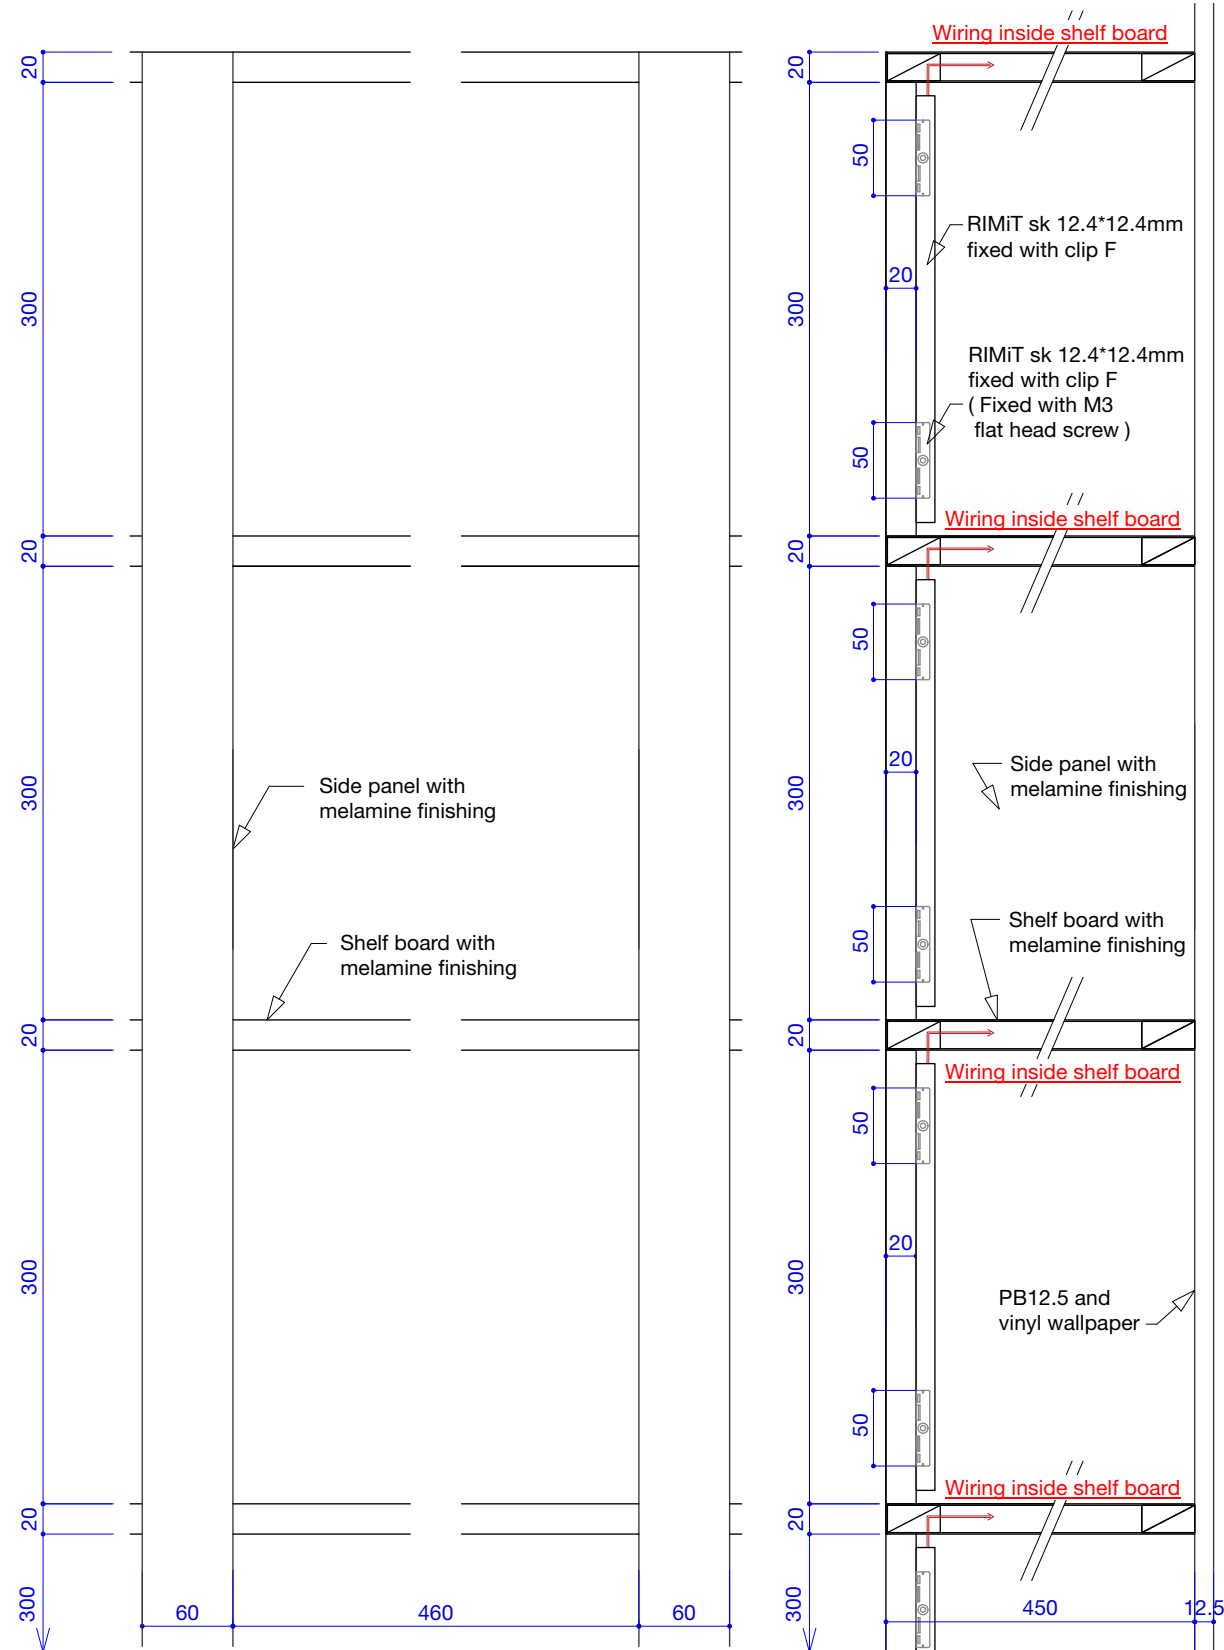 Wiring inside shelf board
20
20
50
RIMiT sk 12.4*12.4mm
fixed with clip F
20
300
300
RIMiT sk 12.4*12.4mm
fixed with clip F
( Fixed with M3
flat head screw )
50
Wiring inside shelf board
20
20
50
20
Side panel with
melamine finishing
300
300
Side panel with
melamine finishing
Shelf board with
melamine finishing
50
Shelf board with
melamine finishing
20
20
Wiring inside shelf board
50
20
300
300
PB12.5 and
vinyl wallpaper
50
Wiring inside shelf board
20
20
300
60
460
60
300
450
12.5